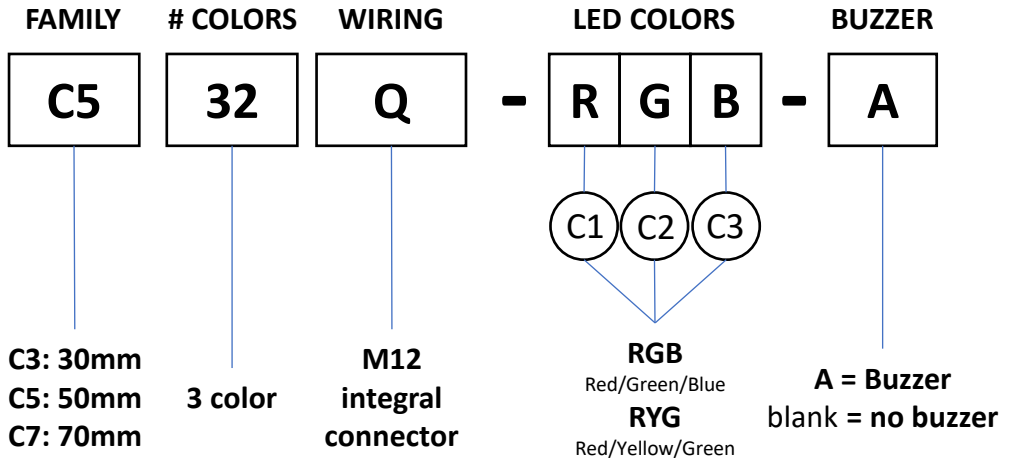 FAMILY # COLORS WIRING LED COLORS BUZZER
C5 32 Q - R G B - A
C1 C2 C3
C3: 30mm
C5: 50mm
C7: 70mm
3 color
M12
integral
connector
RGB
Red/Green/Blue
RYG
Red/Yellow/Green
A = Buzzer
blank = no buzzer